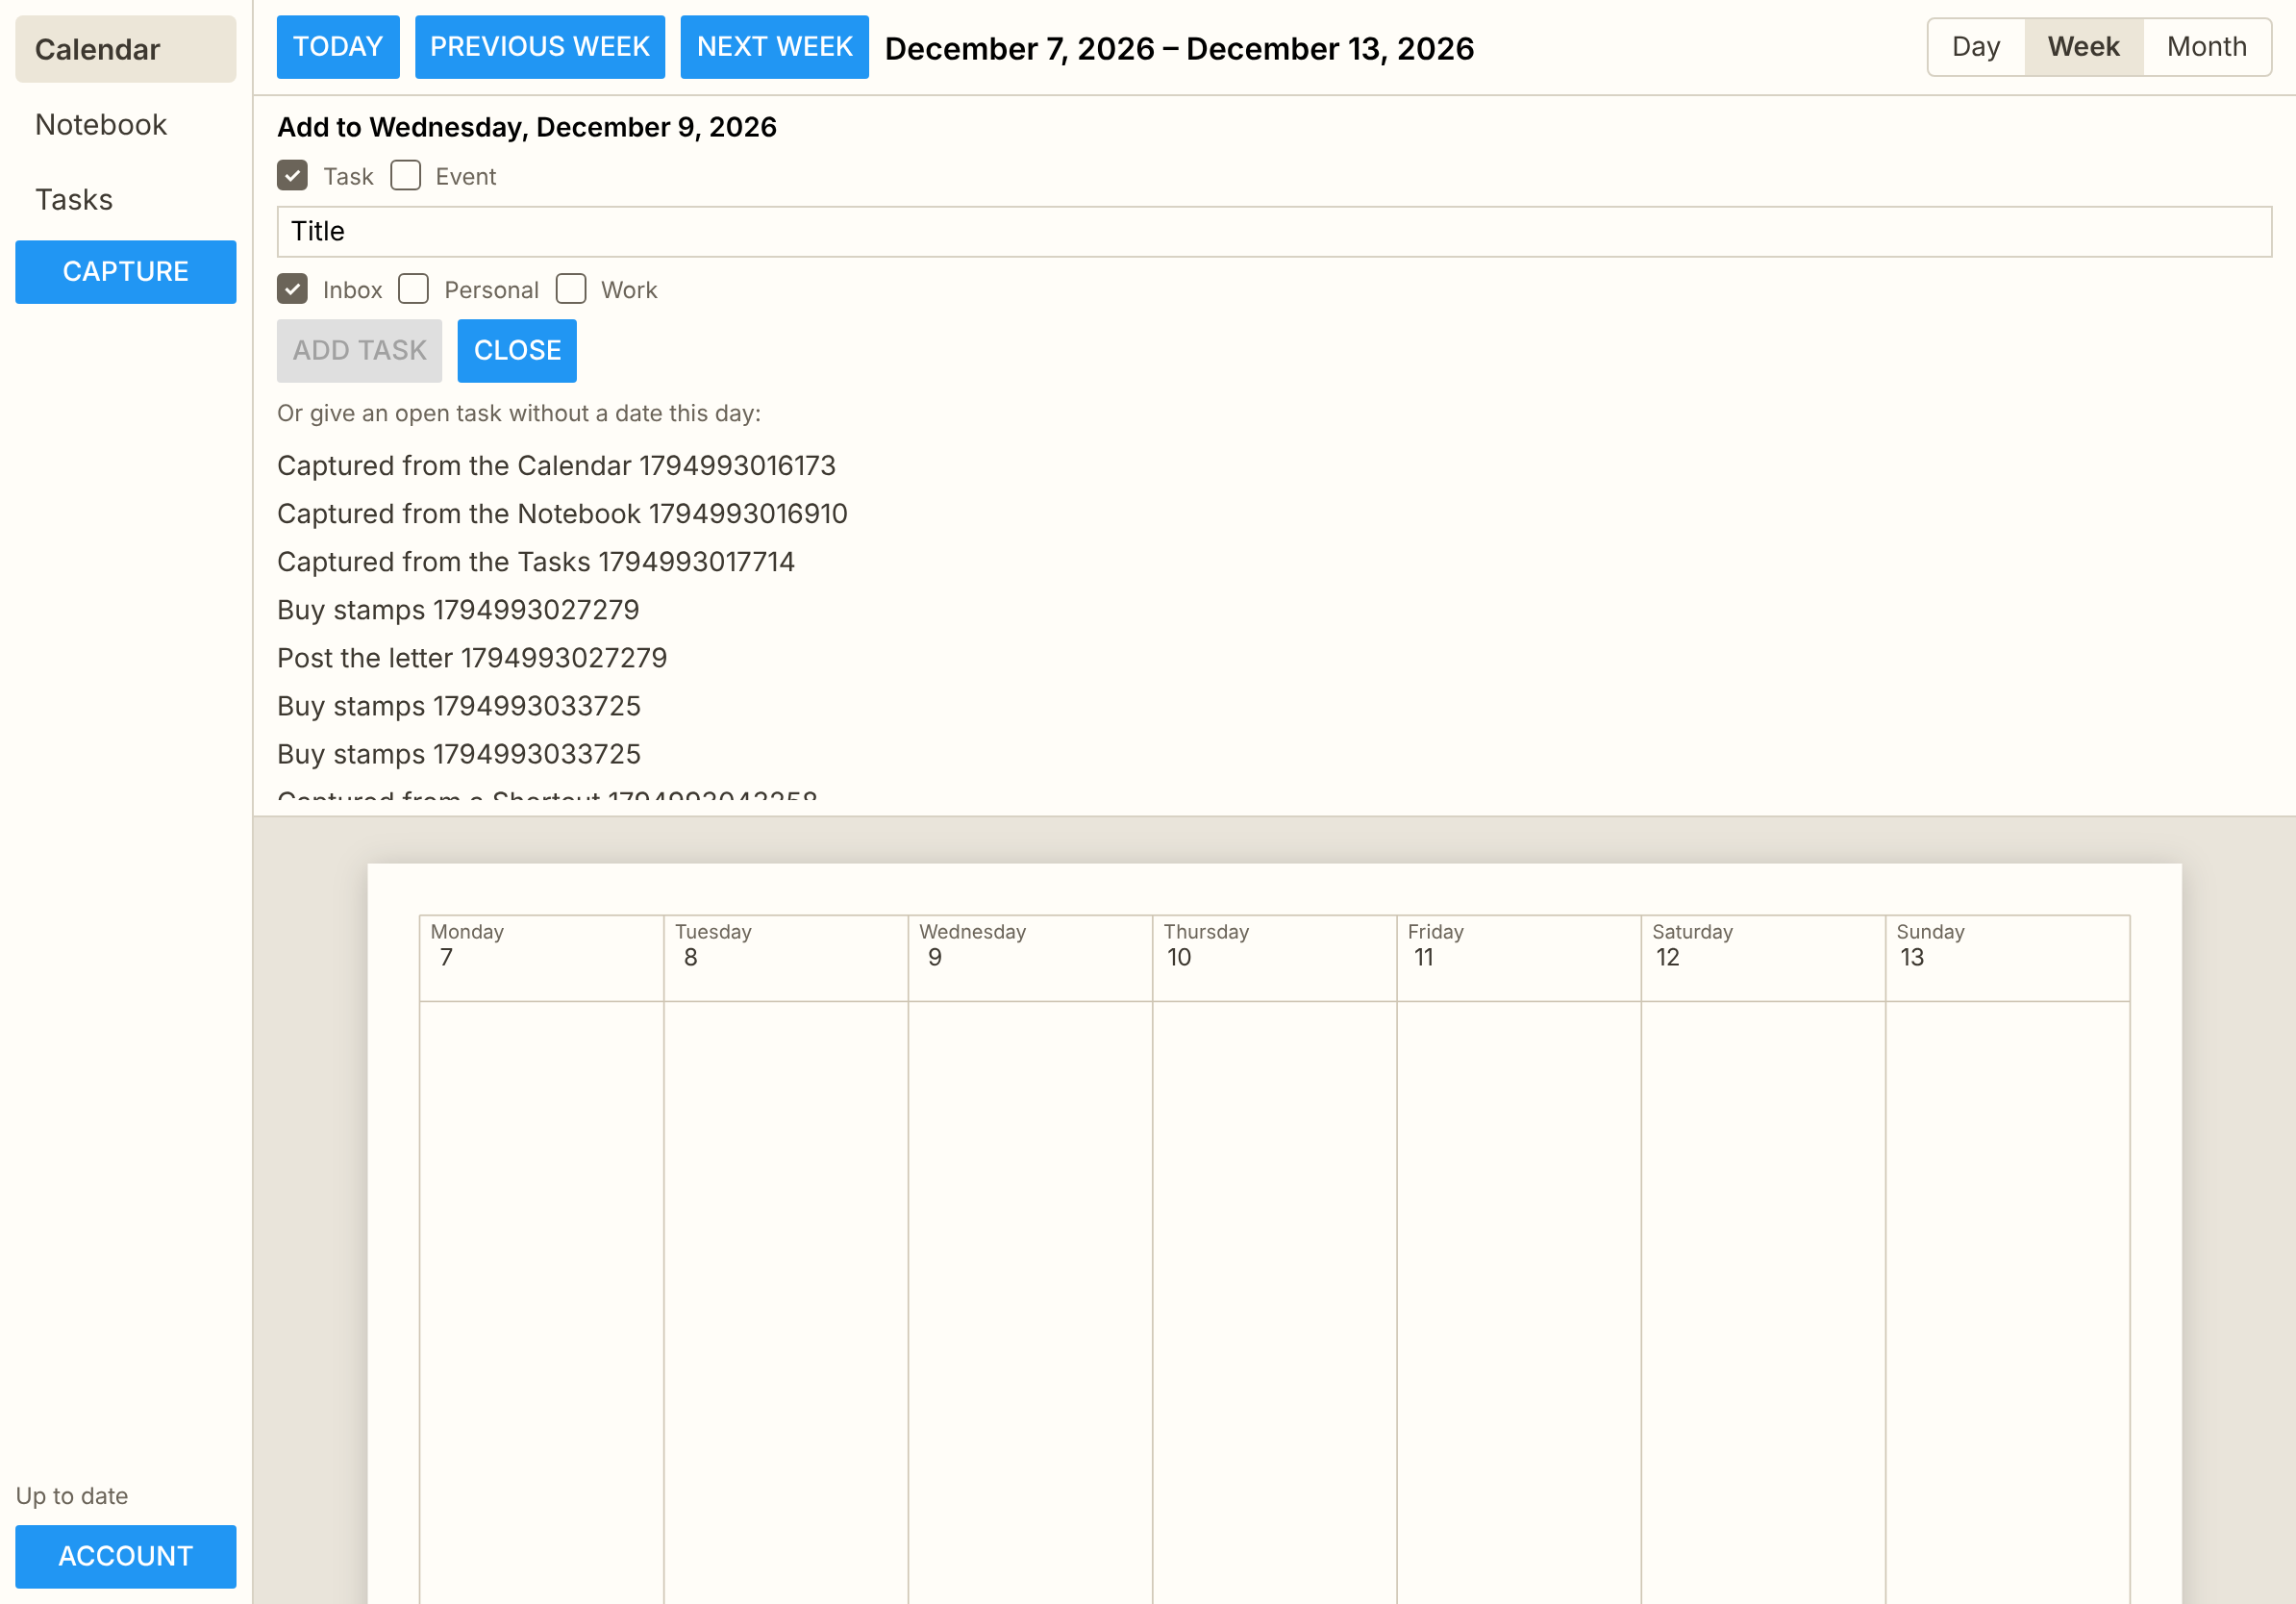 Calendar
Notebook
Tasks
CAPTURE
TODAY PREVIOUS WEEK NEXT WEEK December 7, 2026 – December 13, 2026 Day Week Month
Add to Wednesday, December 9, 2026
Task Event
Title
Inbox Personal Work
ADD TASK CLOSE
Or give an open task without a date this day:
Captured from the Calendar 1794993016173
Captured from the Notebook 1794993016910
Captured from the Tasks 1794993017714
Buy stamps 1794993027279
Post the letter 1794993027279
Buy stamps 1794993033725
Buy stamps 1794993033725
Captured from a Shortcut
Monday Tuesday Wednesday Thursday Friday Saturday Sunday
7 8 9 10 11 12 13
Up to date
ACCOUNT